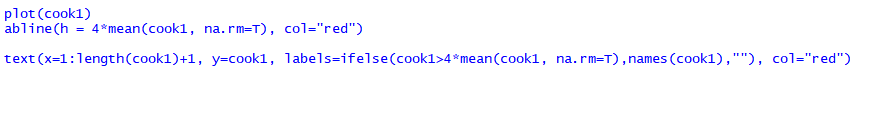 plot(cook1)
abline(h = 4*mean(cook1, na.rm=T), col="red")
text(x=1:length(cook1)+1, y=cook1, labels=ifelse(cook1>4*mean(cook1, na.rm=T),names(cook1),""), col="red")